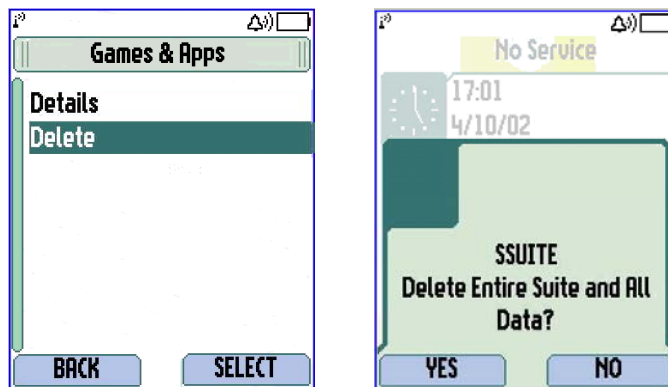 Games & Apps
Details
Delete
BACK SELECT
No Service
17:01
4/10/02
SSUITE
Delete Entire Suite and All
Data?
YES NO